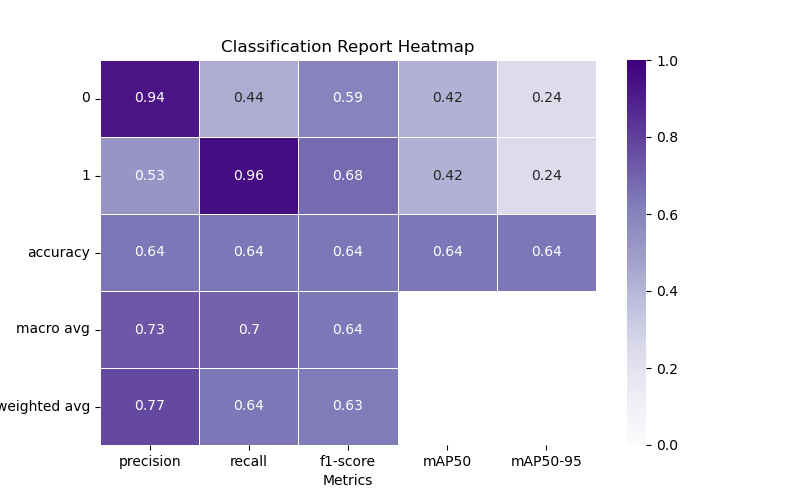 Classification Report Heatmap
0 0.94 0.44 0.59 0.42 0.24
1 0.53 0.96 0.68 0.42 0.24
accuracy 0.64 0.64 0.64 0.64 0.64
macro avg 0.73 0.7 0.64
weighted avg 0.77 0.64 0.63
precision recall f1-score mAP50 mAP50-95
Metrics
1.0
0.8
0.6
0.4
0.2
0.0